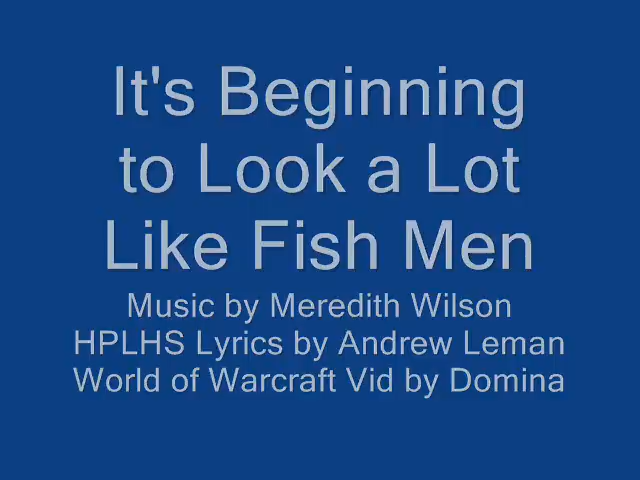 It's Beginning
to Look a Lot
Like Fish Men
Music by Meredith Wilson
HPLHS Lyrics by Andrew Leman
World of Warcraft Vid by Domina